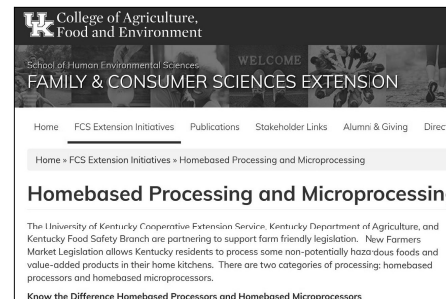 UK College of Agriculture,
Food and Environment
School of Human Environmental Sciences
WELCOME
FAMILY & CONSUMER SCIENCES EXTENSION
Home FCS Extension Initiatives Publications Stakeholder Links Alumni & Giving Direc
Home » FCS Extension Initiatives » Homebased Processing and Microprocessing
Homebased Processing and Microprocessin
The University of Kentucky Cooperative Extension Service, Kentucky Department of Agriculture, and
Kentucky Food Safety Branch are partnering to support farm friendly legislation. New Farmers
Market Legislation allows Kentucky residents to process some non-potentially hazardous foods and
value-added products in their home kitchens. There are two categories of processing: homebased
processors and homebased microprocessors.
Know the Difference Homebased Processors and Homebased Microprocessors